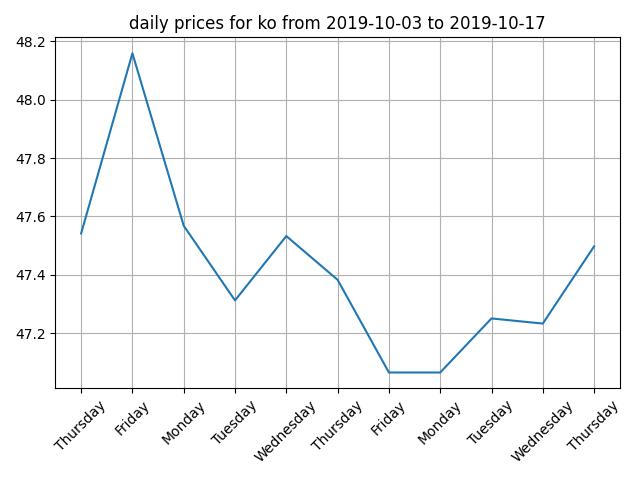 daily prices for ko from 2019-10-03 to 2019-10-17
48.2
48.0
47.8
47.6
47.4
47.2
Thursday
Friday
Monday
Tuesday
Wednesday
Thursday
Friday
Monday
Tuesday
Wednesday
Thursday